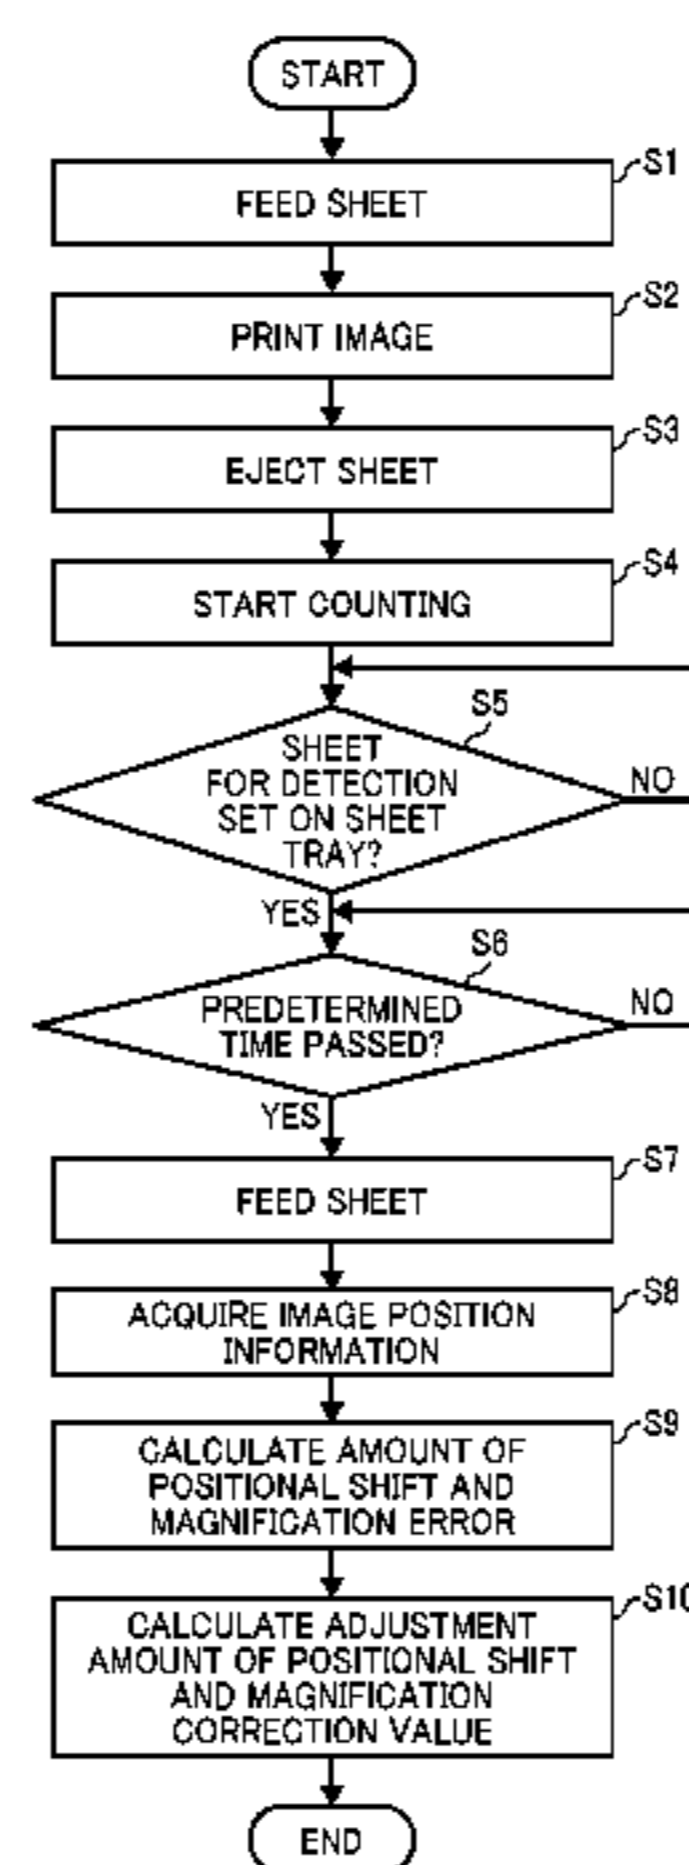 START
S1
FEED SHEET
S2
PRINT IMAGE
S3
EJECT SHEET
S4
START COUNTING
S5
SHEET
FOR DETECTION
SET ON SHEET
TRAY?
NO
YES
S6
PREDETERMINED
TIME PASSED?
NO
YES
S7
FEED SHEET
S8
ACQUIRE IMAGE POSITION
INFORMATION
S9
CALCULATE AMOUNT OF
POSITIONAL SHIFT AND
MAGNIFICATION ERROR
S10
CALCULATE ADJUSTMENT
AMOUNT OF POSITIONAL SHIFT
AND MAGNIFICATION
CORRECTION VALUE
END